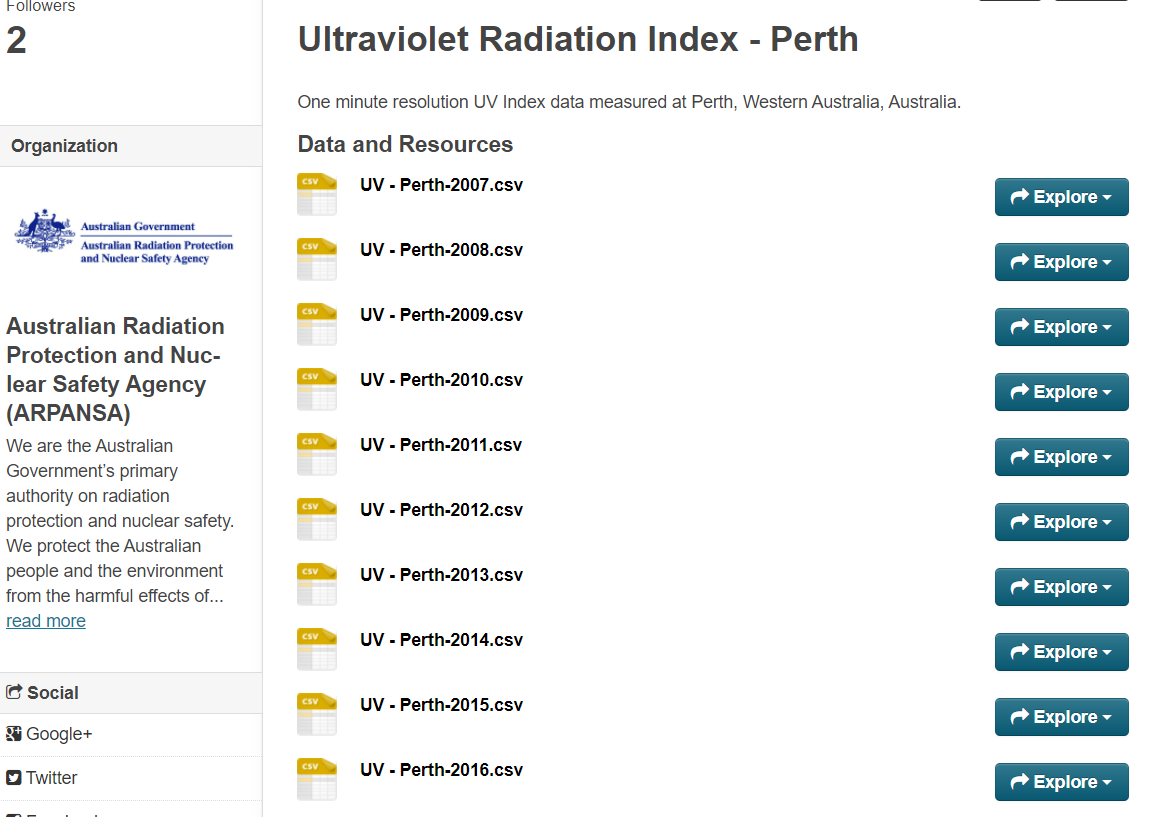 Followers
2
Organization
Australian Government
Australian Radiation Protection
and Nuclear Safety Agency
Australian Radiation
Protection and Nuc-
lear Safety Agency
(ARPANSA)
We are the Australian
Government's primary
authority on radiation
protection and nuclear safety.
We protect the Australian
people and the environment
from the harmful effects of...
read more
Social
Google+
Twitter
Ultraviolet Radiation Index - Perth
One minute resolution UV Index data measured at Perth, Western Australia, Australia.
Data and Resources
CSV UV - Perth-2007.csv Explore
CSV UV - Perth-2008.csv Explore
CSV UV - Perth-2009.csv Explore
CSV UV - Perth-2010.csv Explore
CSV UV - Perth-2011.csv Explore
CSV UV - Perth-2012.csv Explore
CSV UV - Perth-2013.csv Explore
CSV UV - Perth-2014.csv Explore
CSV UV - Perth-2015.csv Explore
CSV UV - Perth-2016.csv Explore